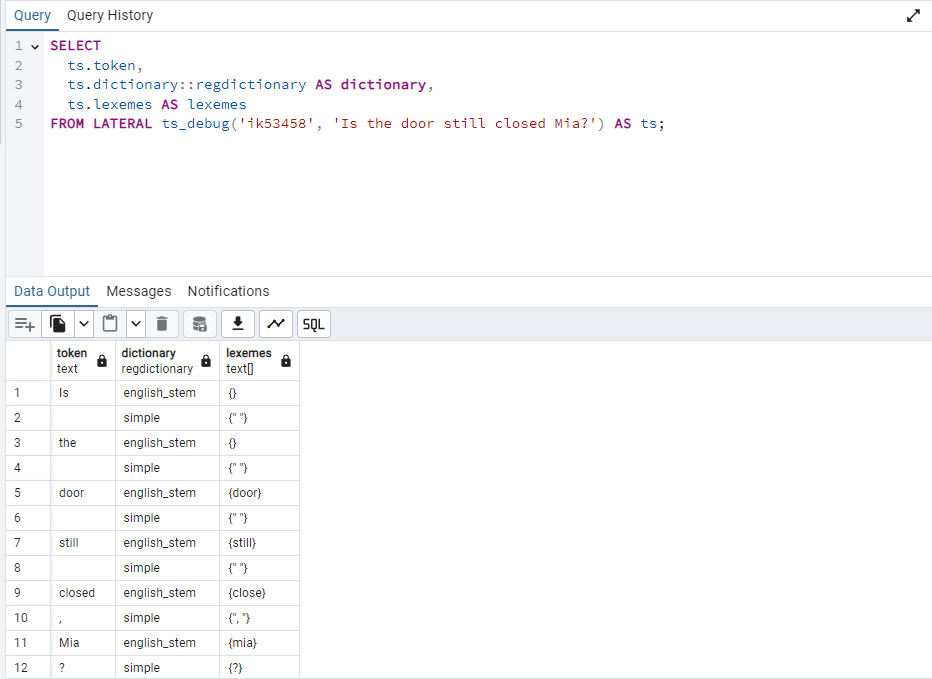 Query Query History
1 SELECT
2 ts.token,
3 ts.dictionary::regdictionary AS dictionary,
4 ts.lexemes AS lexemes
5 FROM LATERAL ts_debug('ik53458', 'Is the door still closed Mia?') AS ts;
Data Output Messages Notifications
SQL
token dictionary lexemes
text regdictionary text[]
1 Is english_stem {}
2 simple {" "}
3 the english_stem {}
4 simple {" "}
5 door english_stem {door}
6 simple {" "}
7 still english_stem {still}
8 simple {" "}
9 closed english_stem {close}
10 , simple {", "}
11 Mia english_stem {mia}
12 ? simple {?}